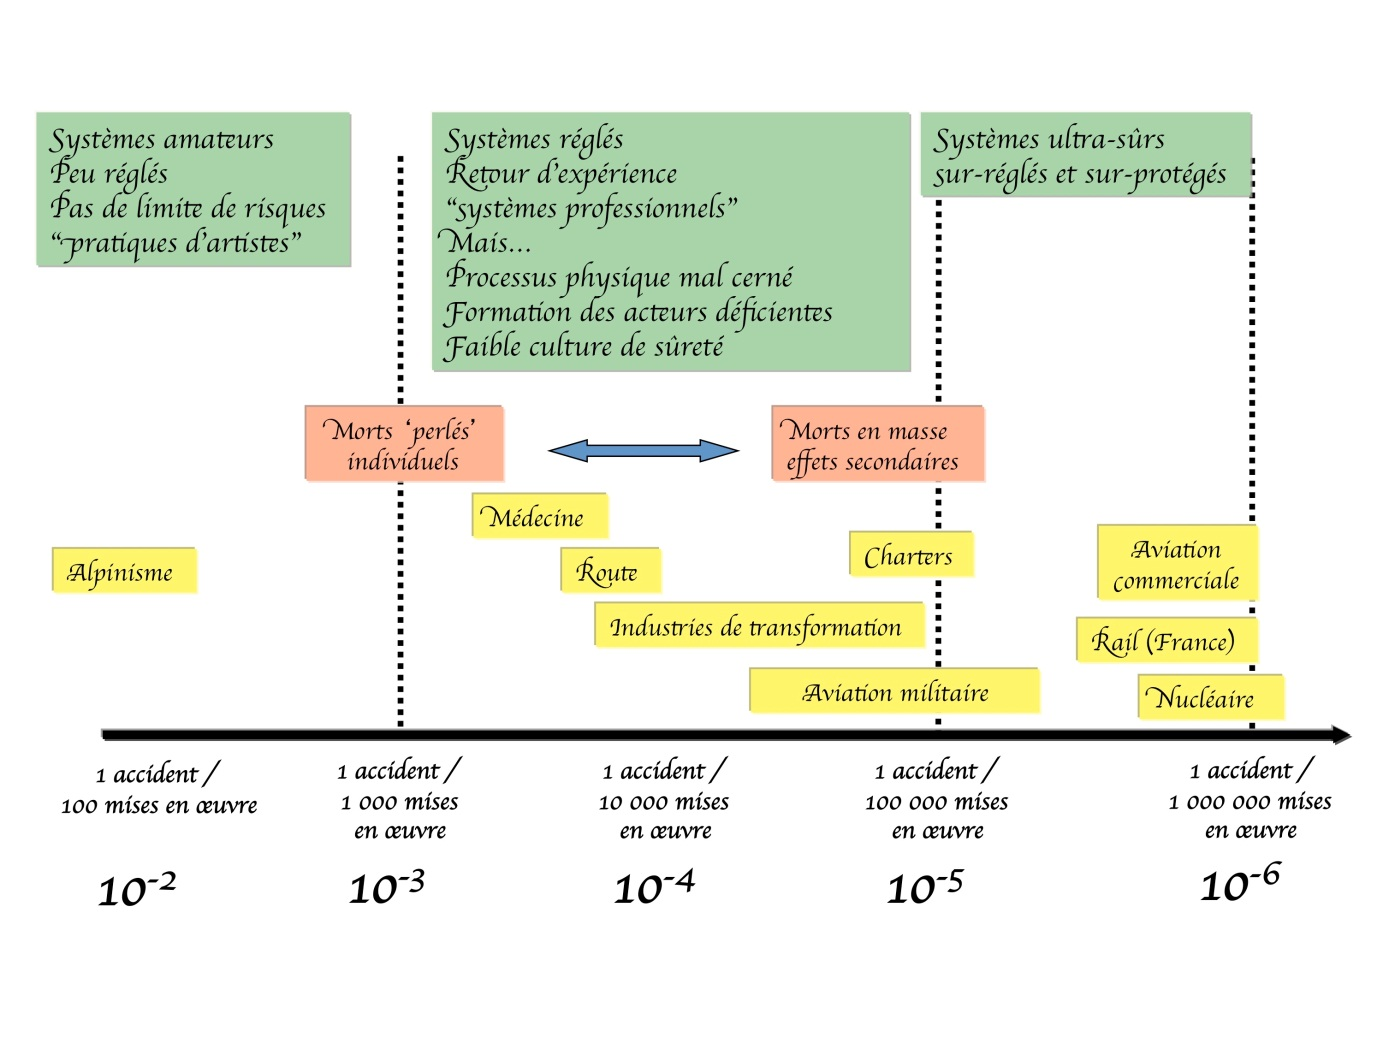 Systèmes amateurs
Peu réglés
Pas de limite de risques
“pratiques d’artistes”
Systèmes réglés
Retour d’expérience
“systèmes professionnels”
Mais...
Processus physique mal cerné
Formation des acteurs déficientes
Faible culture de sûreté
Systèmes ultra-sûrs
sur-réglés et sur-protégés
Morts ‘perlés’
individuels
Morts en masse
effets secondaires
Médecine
Alpinisme
Route
Charters
Aviation
commerciale
Industries de transformation
Rail (France)
Aviation militaire
Nucléaire
1 accident /
100 mises en œuvre
10-2
1 accident /
1 000 mises
en œuvre
10-3
1 accident /
10 000 mises
en œuvre
10-4
1 accident /
100 000 mises
en œuvre
10-5
1 accident /
1 000 000 mises
en œuvre
10-6